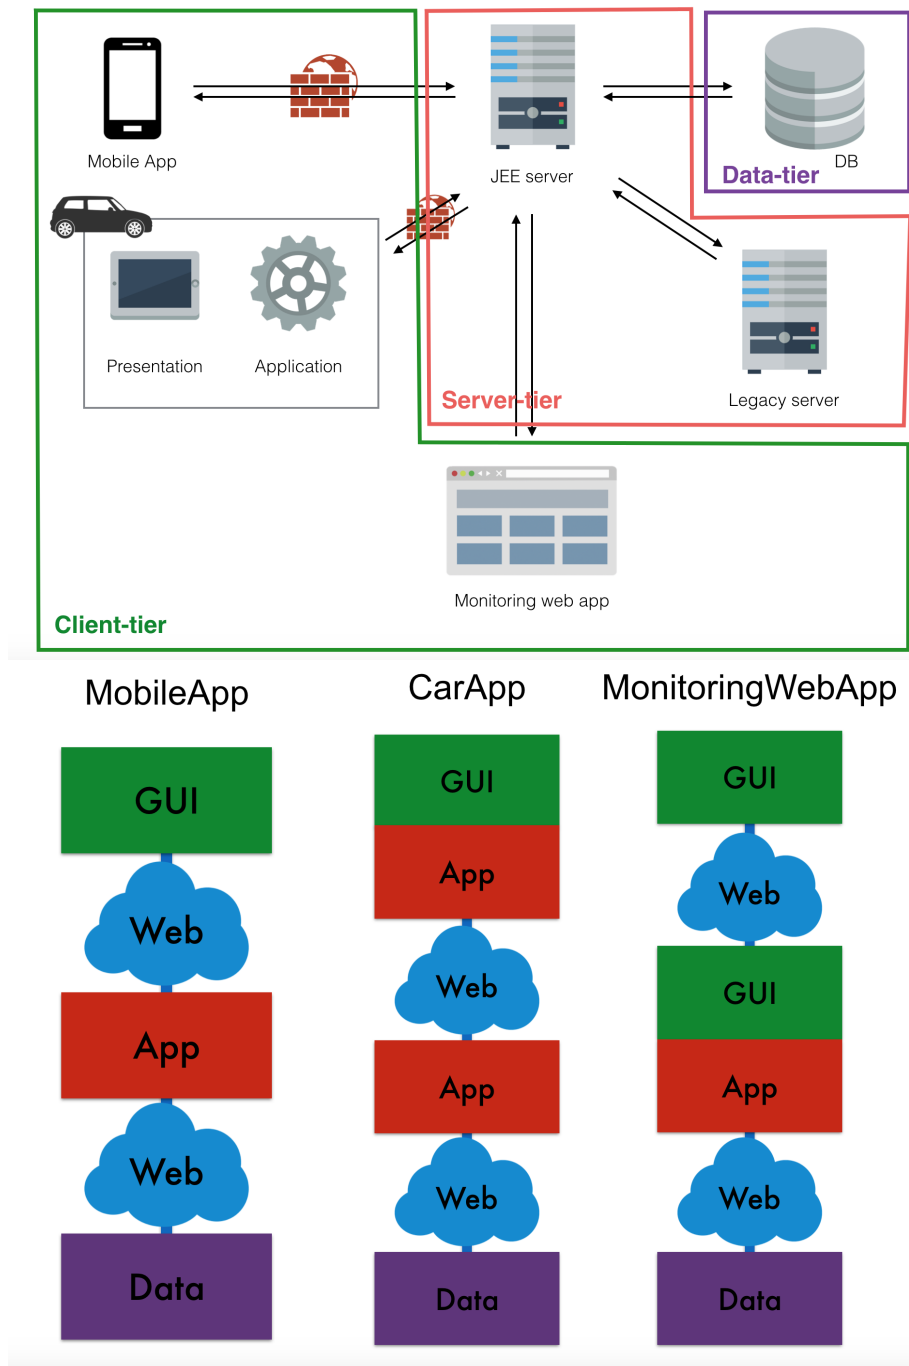 Mobile App
JEE server
DB
Data-tier
Presentation
Application
Server-tier
Legacy server
Monitoring web app
Client-tier
MobileApp
CarApp
MonitoringWebApp
GUI
Web
App
Web
Data
GUI
App
Web
App
Web
Data
GUI
Web
GUI
App
Web
Data